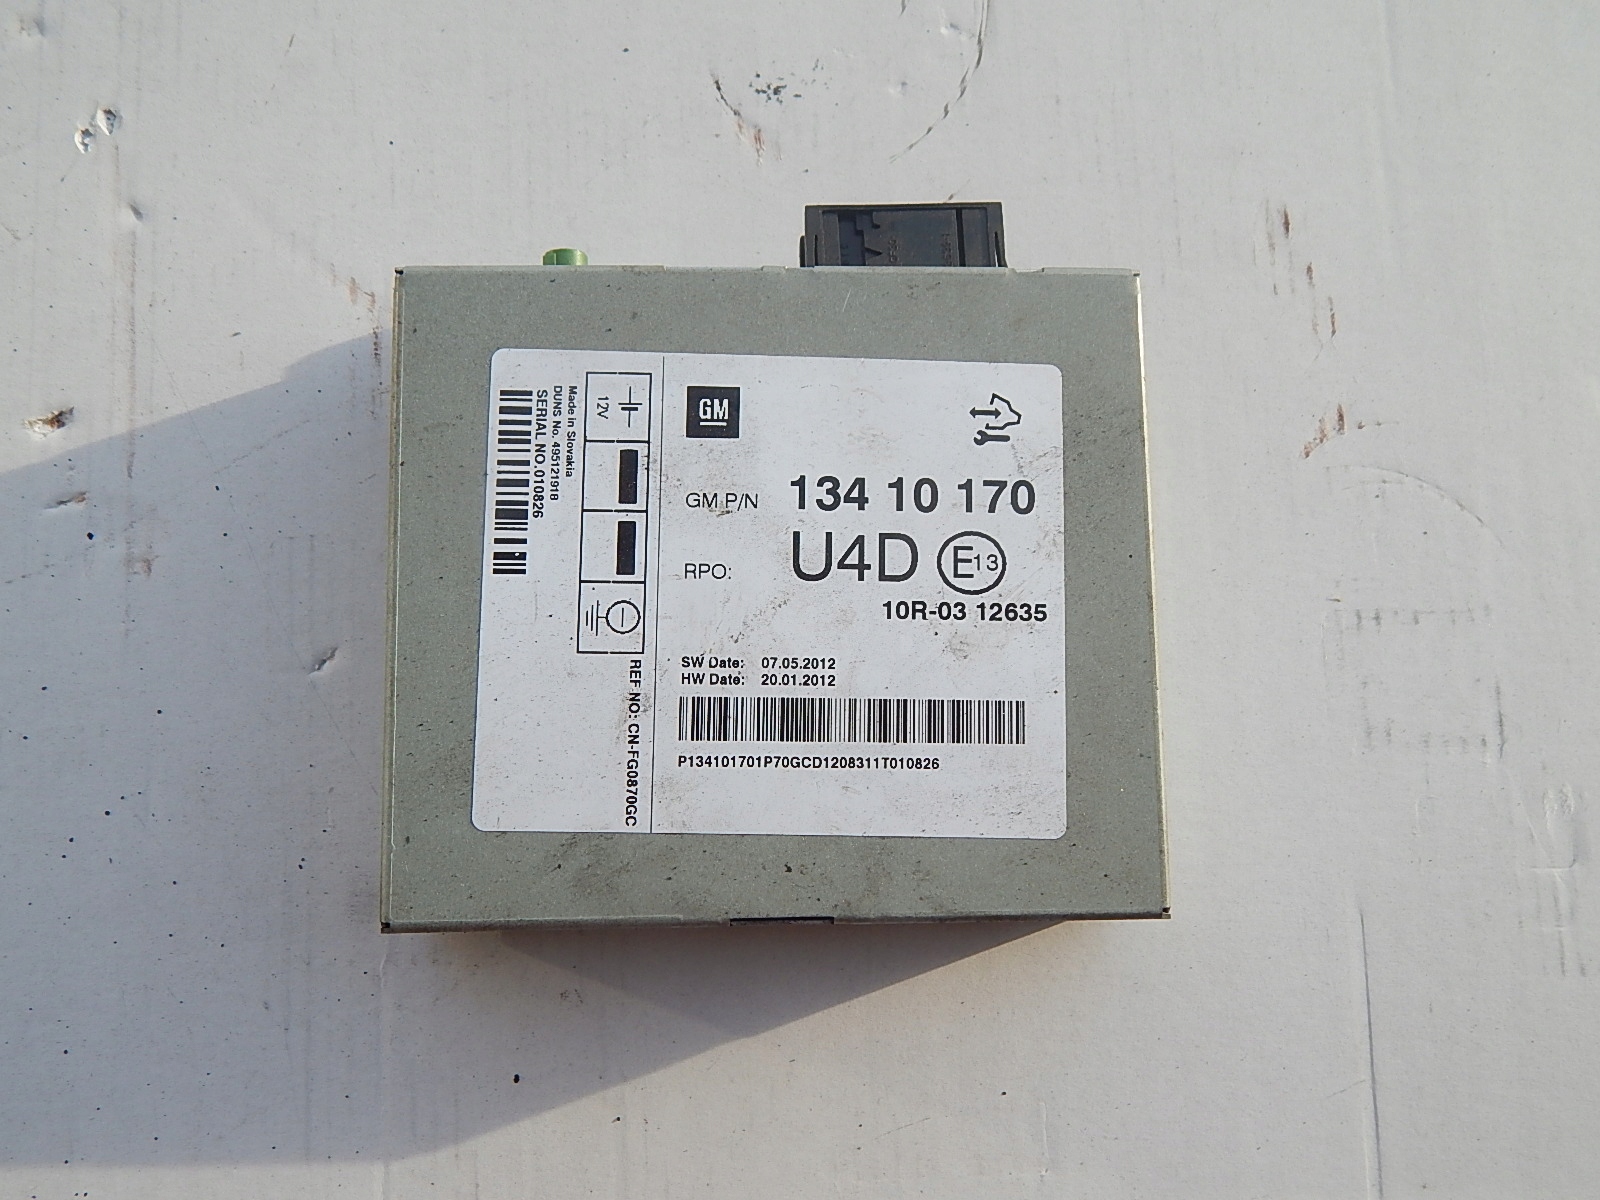 GM
GM P/N 134 10 170
RPO: U4D E13
10R-03 12635
SW Date: 07.05.2012
HW Date: 20.01.2012
P134101701P70GCD1208311T010826
12V
Made in Slovakia
DUNS No. 495121918
SERIAL NO.010826
REF NO: CN-FG0870GC